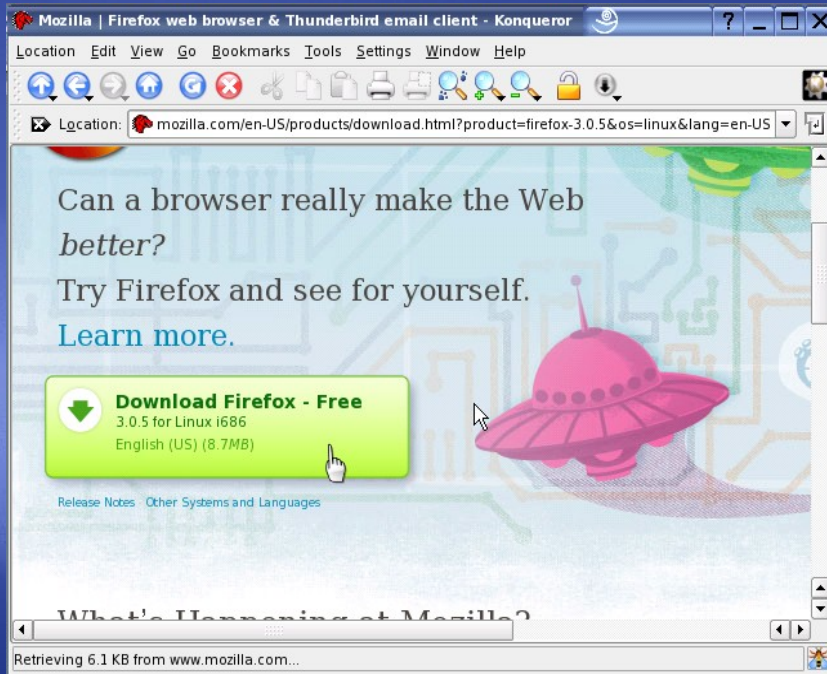 Mozilla | Firefox web browser & Thunderbird email client - Konqueror
Location Edit View Go Bookmarks Tools Settings Window Help
Location: mozilla.com/en-US/products/download.html?product=firefox-3.0.5&os=linux&lang=en-US
Can a browser really make the Web
better?
Try Firefox and see for yourself.
Learn more.
Download Firefox - Free
3.0.5 for Linux i686
English (US) (8.7MB)
Release Notes · Other Systems and Languages
What's Happening at Mozilla?
Retrieving 6.1 KB from www.mozilla.com...